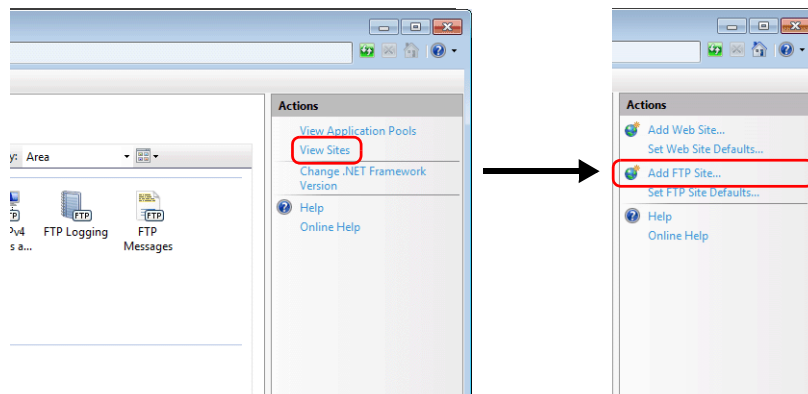 Actions
View Application Pools
View Sites
Change .NET Framework
Version
Help
Online Help
y: Area
FTP
FTP
Pv4
s a...
FTP Logging
FTP
FTP
Messages
Actions
Add Web Site...
Set Web Site Defaults...
Add FTP Site...
Set FTP Site Defaults...
Help
Online Help